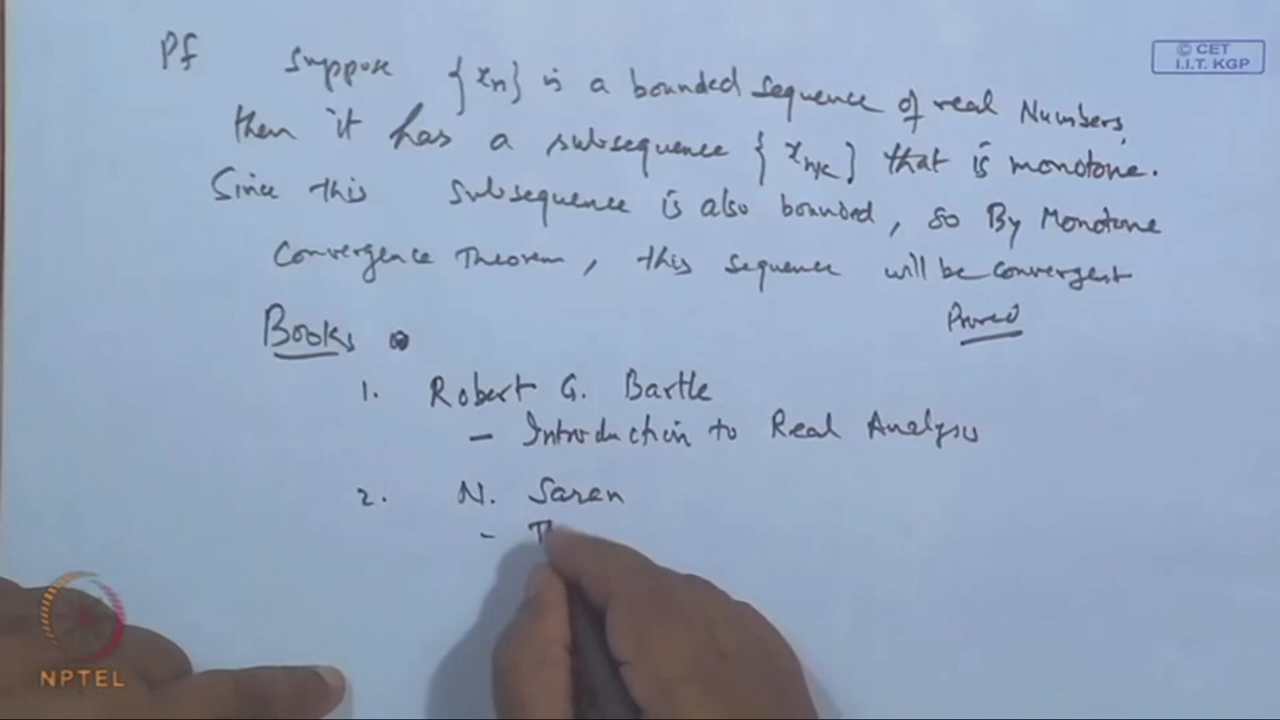 © CET
I.I.T. KGP
Pf Suppose {xn} is a bounded sequence of real Numbers,
then it has a subsequence {xnk} that is monotone.
Since this subsequence is also bounded, so By Monotone
Convergence Theorem, this sequence will be convergent
Proved
Books
1. Robert G. Bartle
- Introduction to Real Analysis
2. N. Saran
- T
NPTEL